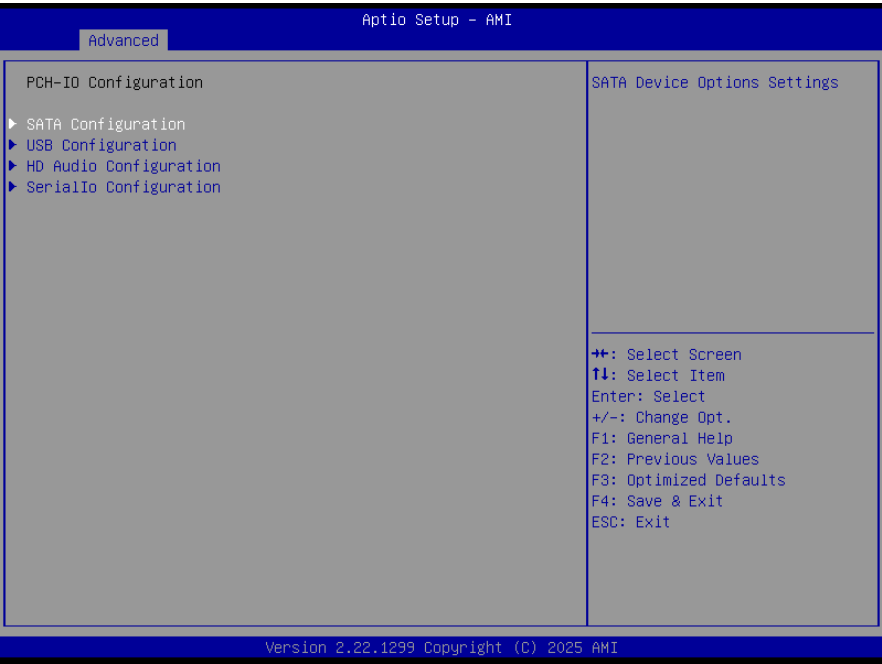 Aptio Setup – AMI
Advanced
PCH-IO Configuration
SATA Configuration
USB Configuration
HD Audio Configuration
SerialIo Configuration
SATA Device Options Settings
→←: Select Screen
↑↓: Select Item
Enter: Select
+/-: Change Opt.
F1: General Help
F2: Previous Values
F3: Optimized Defaults
F4: Save & Exit
ESC: Exit
Version 2.22.1299 Copyright (C) 2025 AMI